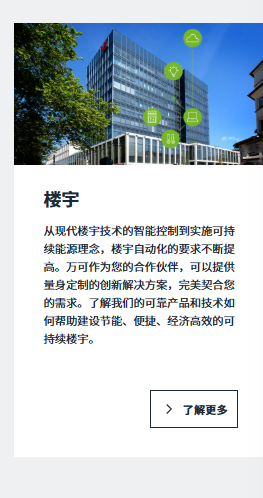 楼宇
从现代楼宇技术的智能控制到实施可持
续能源理念，楼宇自动化的要求不断提
高。万可作为您的合作伙伴，可以提供
量身定制的创新解决方案，完美契合您
的需求。了解我们的可靠产品和技术如
何帮助建设节能、便捷、经济高效的可
持续楼宇。
了解更多